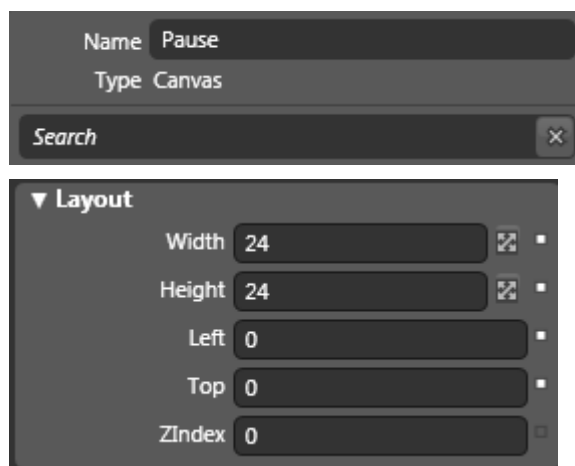 Name Pause
Type Canvas
Search
Layout
Width 24
Height 24
Left 0
Top 0
ZIndex 0